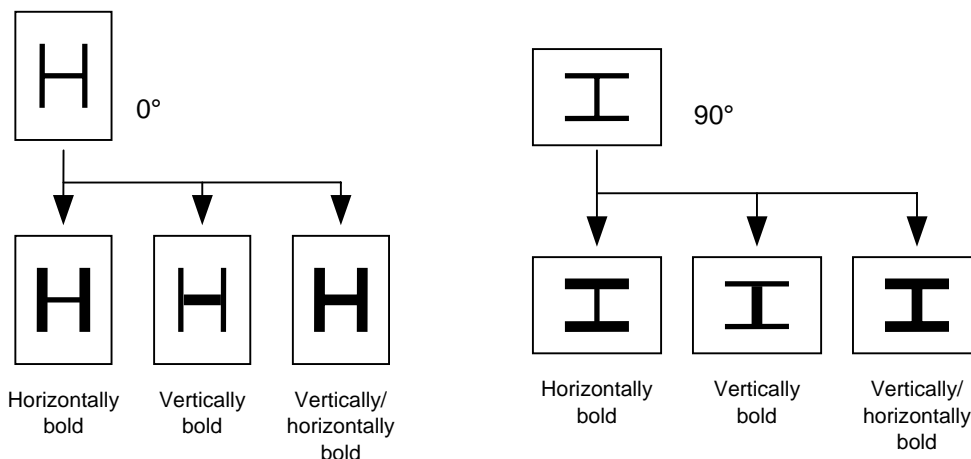 H
0°
H
H
H
Horizontally
bold
Vertically
bold
Vertically/
horizontally
bold
H
90°
H
H
H
Horizontally
bold
Vertically
bold
Vertically/
horizontally
bold